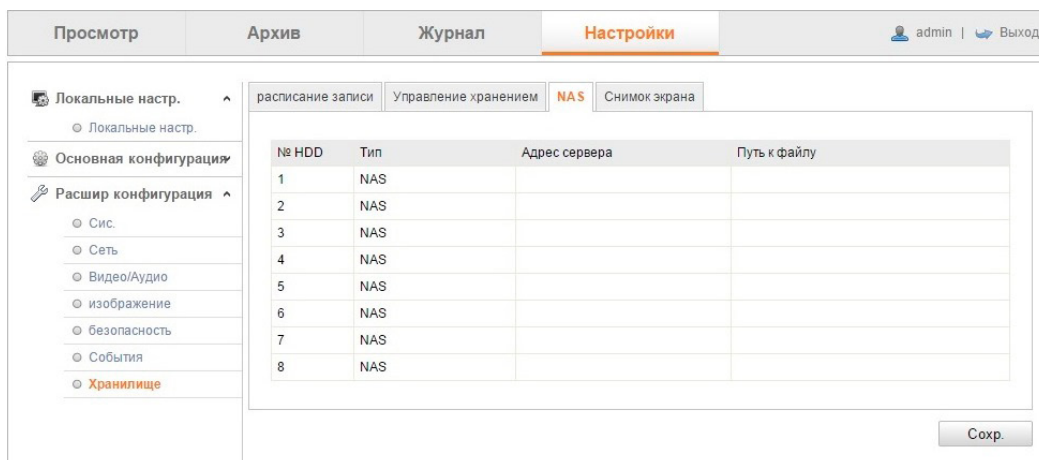 Просмотр Архив Журнал Настройки admin | Выход
Локальные настр.
Локальные настр.
Основная конфигурация
Расшир конфигурация
Сис.
Сеть
Видео/Аудио
изображение
безопасность
События
Хранилище
расписание записи Управление хранением NAS Снимок экрана
№ HDD Тип Адрес сервера Путь к файлу
1 NAS
2 NAS
3 NAS
4 NAS
5 NAS
6 NAS
7 NAS
8 NAS
Сохр.